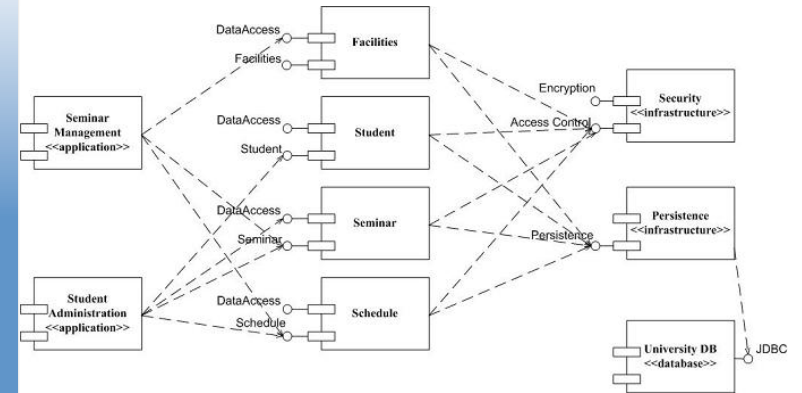 DataAccess
Facilities
Facilities
Seminar
Management
<<application>>
DataAccess
Student
Student
Encryption
Access Control
Security
<<infrastructure>>
DataAccess
Seminar
Seminar
Persistence
Persistence
<<infrastructure>>
Student
Administration
<<application>>
DataAccess
Schedule
Schedule
University DB
<<database>>
JDBC